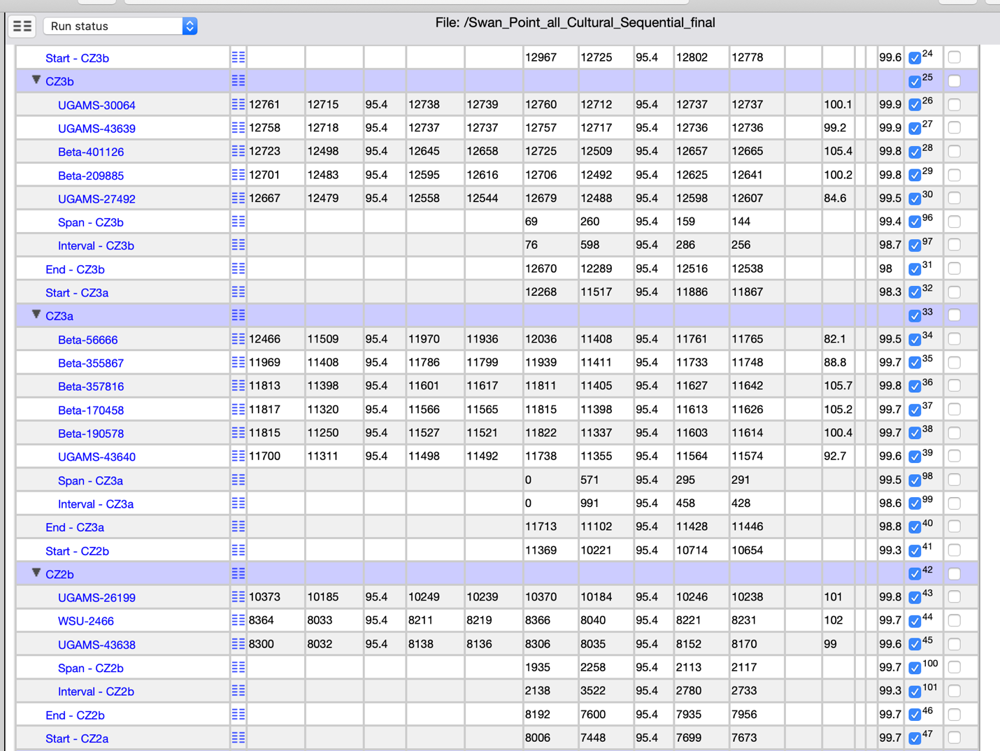 Run status
File: /Swan_Point_all_Cultural_Sequential_final
Start - CZ3b 12967 12725 95.4 12802 12778 99.6 24
CZ3b 25
UGAMS-30064 12761 12715 95.4 12738 12739 12760 12712 95.4 12737 12737 100.1 99.9 26
UGAMS-43639 12758 12718 95.4 12737 12737 12757 12717 95.4 12736 12736 99.2 99.9 27
Beta-401126 12723 12498 95.4 12645 12658 12725 12509 95.4 12657 12665 105.4 99.8 28
Beta-209885 12701 12483 95.4 12595 12616 12706 12492 95.4 12625 12641 100.2 99.8 29
UGAMS-27492 12667 12479 95.4 12558 12544 12679 12488 95.4 12598 12607 84.6 99.5 30
Span - CZ3b 69 260 95.4 159 144 99.4 96
Interval - CZ3b 76 598 95.4 286 256 98.7 97
End - CZ3b 12670 12289 95.4 12516 12538 98 31
Start - CZ3a 12268 11517 95.4 11886 11867 98.3 32
CZ3a 33
Beta-56666 12466 11509 95.4 11970 11936 12036 11408 95.4 11761 11765 82.1 99.5 34
Beta-355867 11969 11408 95.4 11786 11799 11939 11411 95.4 11733 11748 88.8 99.7 35
Beta-357816 11813 11398 95.4 11601 11617 11811 11405 95.4 11627 11642 105.7 99.8 36
Beta-170458 11817 11320 95.4 11566 11565 11815 11398 95.4 11613 11626 105.2 99.7 37
Beta-190578 11815 11250 95.4 11527 11521 11822 11337 95.4 11603 11614 100.4 99.7 38
UGAMS-43640 11700 11311 95.4 11498 11492 11738 11355 95.4 11564 11574 92.7 99.6 39
Span - CZ3a 0 571 95.4 295 291 99.5 98
Interval - CZ3a 0 991 95.4 458 428 98.6 99
End - CZ3a 11713 11102 95.4 11428 11446 98.8 40
Start - CZ2b 11369 10221 95.4 10714 10654 99.3 41
CZ2b 42
UGAMS-26199 10373 10185 95.4 10249 10239 10370 10184 95.4 10246 10238 101 99.8 43
WSU-2466 8364 8033 95.4 8211 8219 8366 8040 95.4 8221 8231 102 99.7 44
UGAMS-43638 8300 8032 95.4 8138 8136 8306 8035 95.4 8152 8170 99 99.6 45
Span - CZ2b 1935 2258 95.4 2113 2117 99.7 100
Interval - CZ2b 2138 3522 95.4 2780 2733 99.3 101
End - CZ2b 8192 7600 95.4 7935 7956 99.7 46
Start - CZ2a 8006 7448 95.4 7699 7673 99.7 47